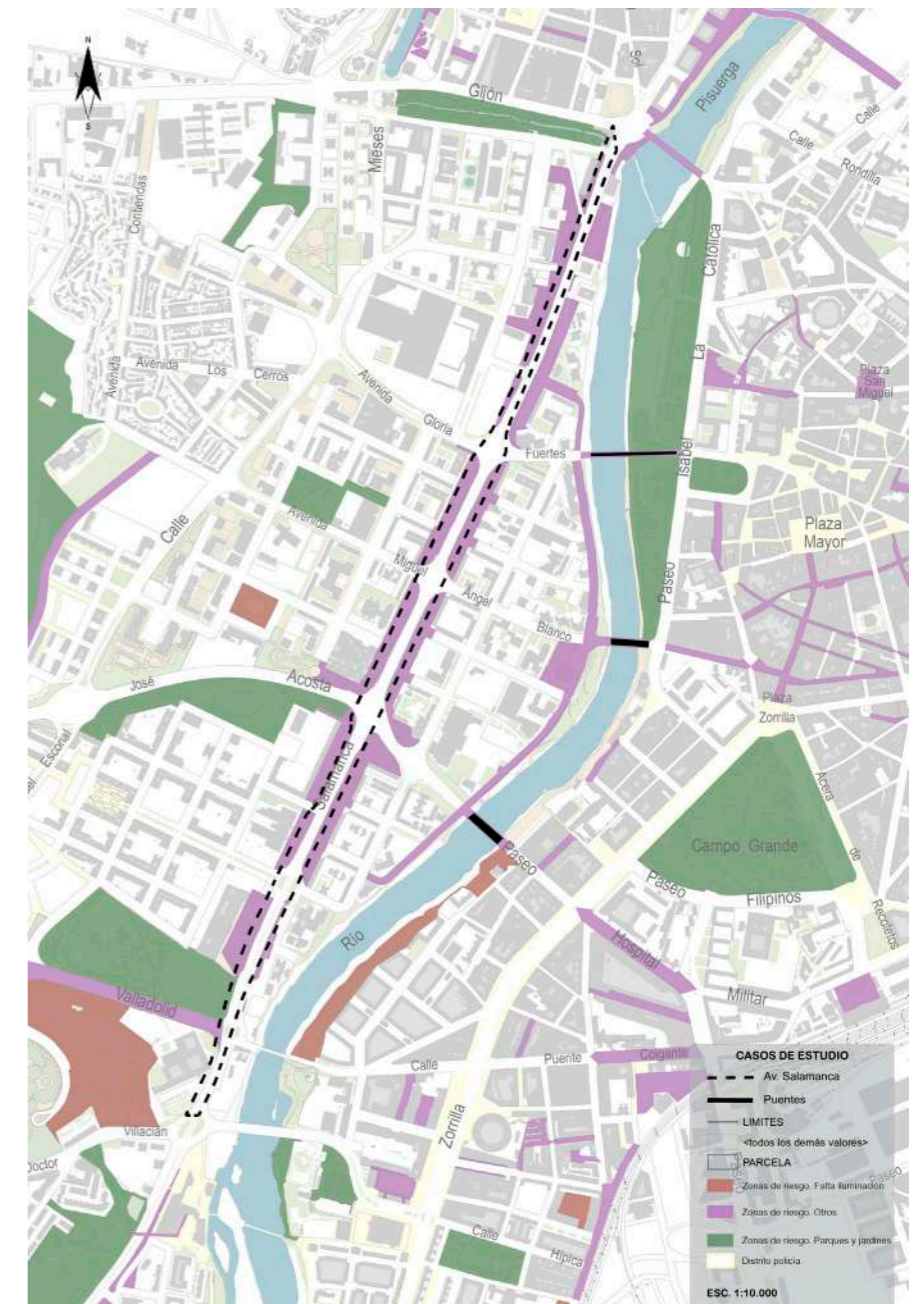 N
S
Gijón
Sol
Pisuerga
Calle
Calle
Rondilla
Mieses
Contiendas
Católica
La
Isabel
Paseo
Avenida
Avenida
Los
Cerros
Plaza
San
Miguel
Avenida
Gloria
Fuertes
Calle
Avenida
Plaza
Mayor
Miguel
Ángel
Blanco
José
Acosta
Escorial
Salamanca
Plaza
Zorrilla
Acera
de
Recoletos
Campo Grande
Paseo
Paseo
Filipinos
Río
Hospital
Militar
Valladolid
Calle
Puente
Colgante
Zorrilla
Villacián
Doctor
Calle
Hípica
Paseo
CASOS DE ESTUDIO
Av. Salamanca
Puentes
LIMITES
<todos los demás valores>
PARCELA
Zonas de riesgo. Falta iluminación
Zonas de riesgo. Otros
Zonas de riesgo. Parques y jardines
Distrito policía
ESC. 1:10.000